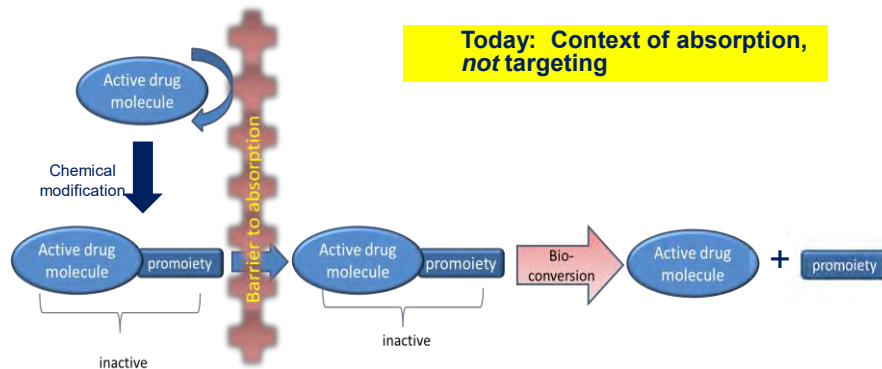 Today: Context of absorption,
not targeting
Active drug
molecule
Chemical
modification
Barrier to absorption
Active drug
molecule
promoiety
inactive
Active drug
molecule
promoiety
inactive
Bio-
conversion
Active drug
molecule
+
promoiety